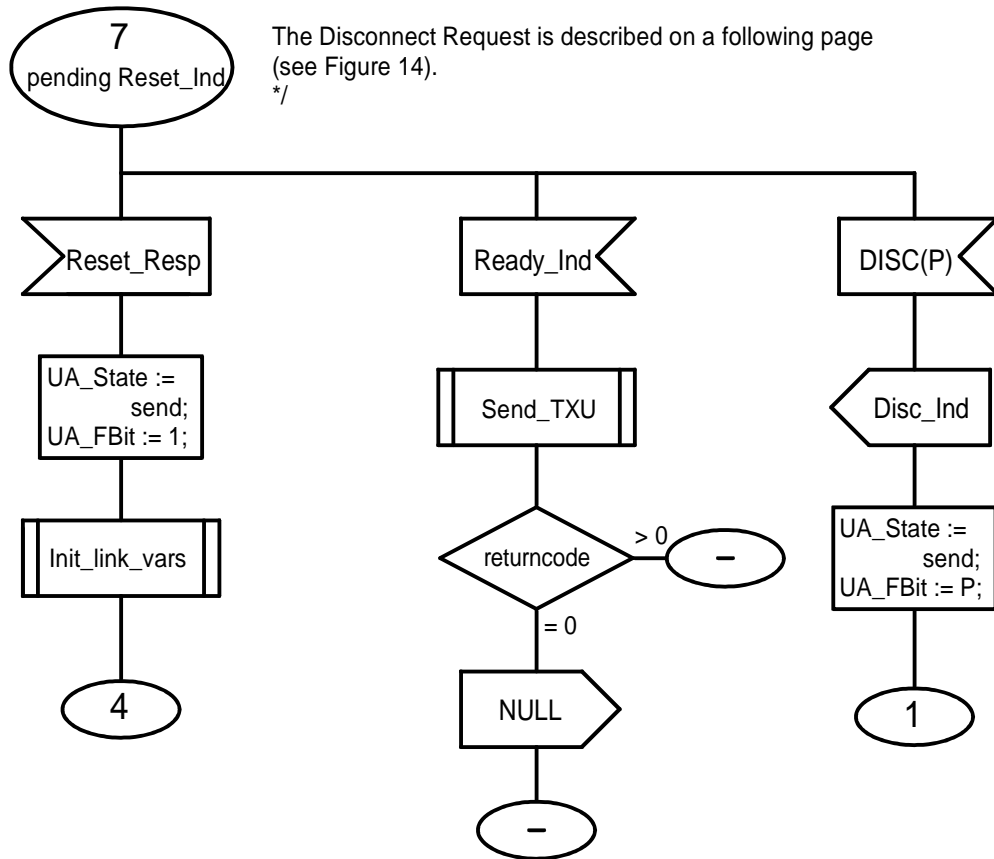 7
pending Reset_Ind
The Disconnect Request is described on a following page
(see Figure 14).
*/
Reset_Resp
UA_State :=
send;
UA_FBit := 1;
Init_link_vars
4
Ready_Ind
Send_TXU
returncode
> 0
–
= 0
NULL
–
DISC(P)
Disc_Ind
UA_State :=
send;
UA_FBit := P;
1